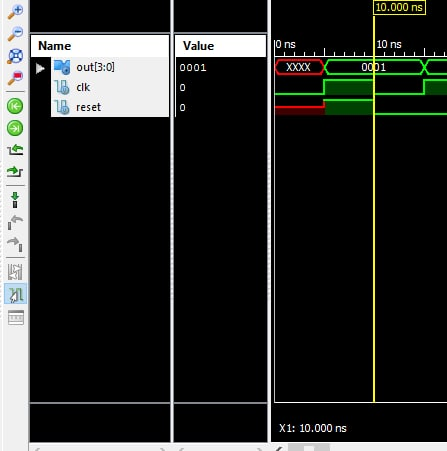 10.000 ns
Name Value
0 ns 10 ns
out[3:0] 0001 XXXX 0001
clk 0
reset 0
X1: 10.000 ns